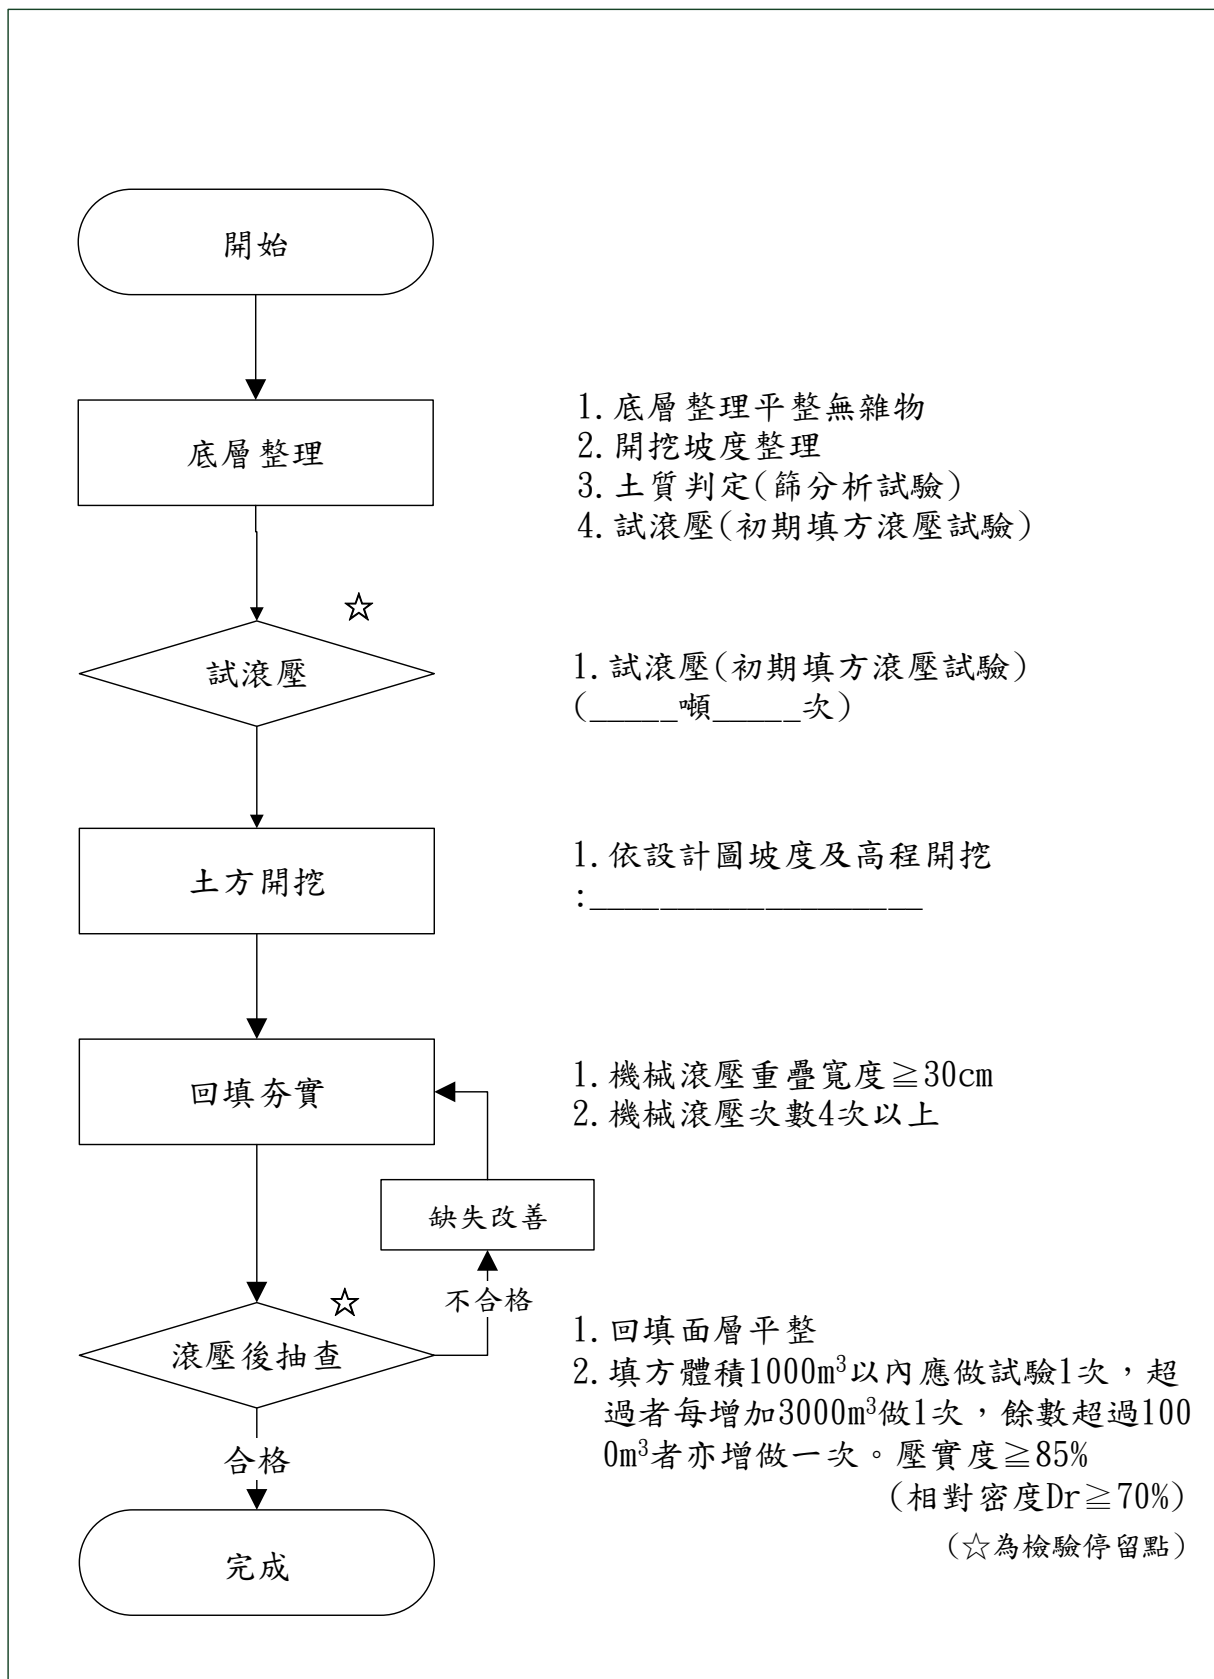 開始
底層整理
1.底層整理平整無雜物
2.開挖坡度整理
3.土質判定(篩分析試驗)
4.試滾壓(初期填方滾壓試驗)
☆
試滾壓
1.試滾壓(初期填方滾壓試驗)
(_____噸_____次)
土方開挖
1.依設計圖坡度及高程開挖
:___________________
回填夯實
1.機械滾壓重疊寬度≧30cm
2.機械滾壓次數4次以上
缺失改善
不合格
☆
滾壓後抽查
1.回填面層平整
2.填方體積1000m³以內應做試驗1次，超
過者每增加3000m³做1次，餘數超過100
0m³者亦增做一次。壓實度≧85%
(相對密度Dr≧70%)
(☆為檢驗停留點)
合格
完成